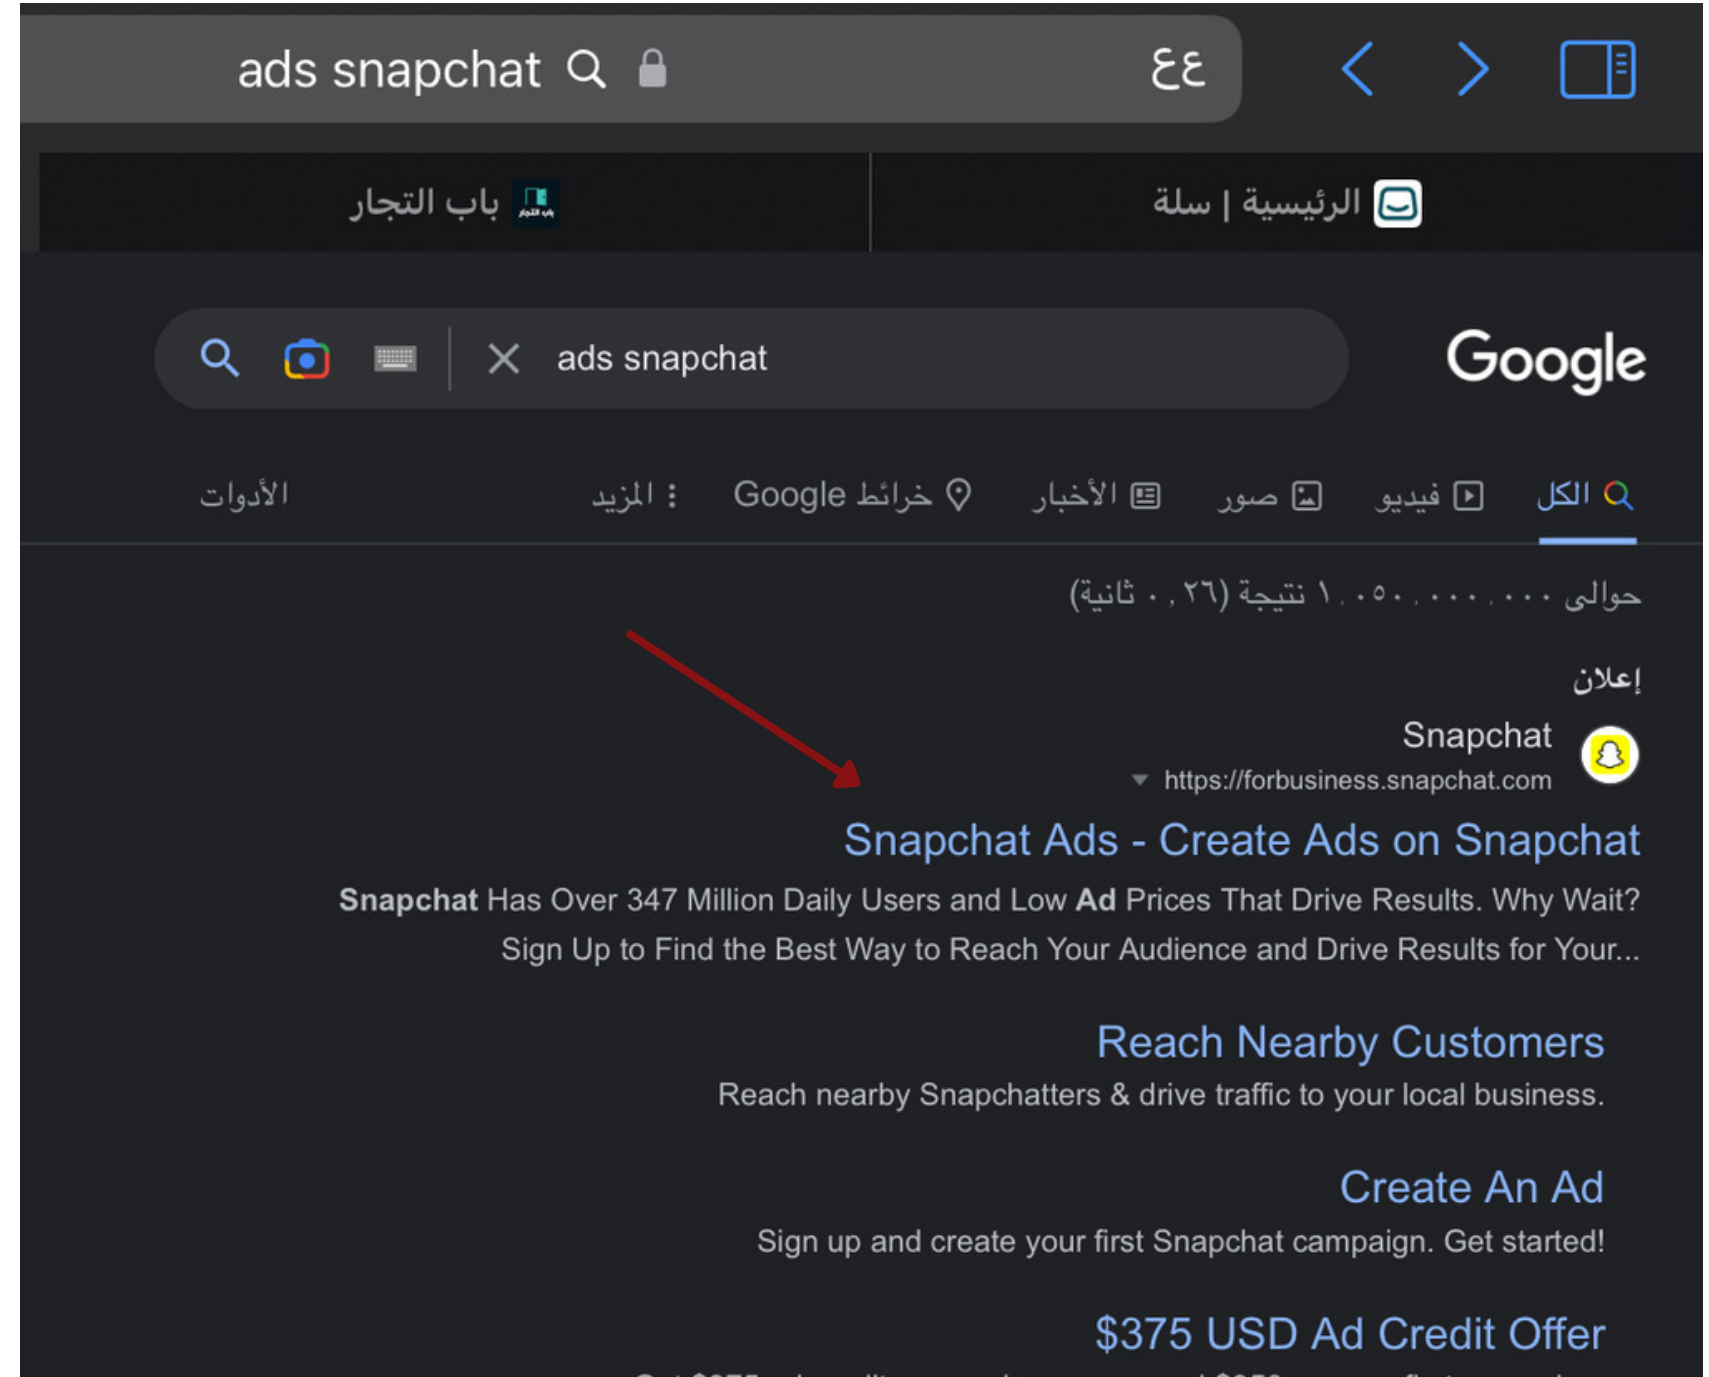 ads snapchat
عع
الرئيسية | سلة
باب التجار
Google
ads snapchat
الكل فيديو صور الأخبار خرائط Google المزيد الأدوات
حوالى ١,٠٥٠,٠٠٠,٠٠٠ نتيجة (٠,٢٦ ثانية)
إعلان
Snapchat
https://forbusiness.snapchat.com
Snapchat Ads - Create Ads on Snapchat
Snapchat Has Over 347 Million Daily Users and Low Ad Prices That Drive Results. Why Wait?
Sign Up to Find the Best Way to Reach Your Audience and Drive Results for Your...
Reach Nearby Customers
Reach nearby Snapchatters & drive traffic to your local business.
Create An Ad
Sign up and create your first Snapchat campaign. Get started!
$375 USD Ad Credit Offer